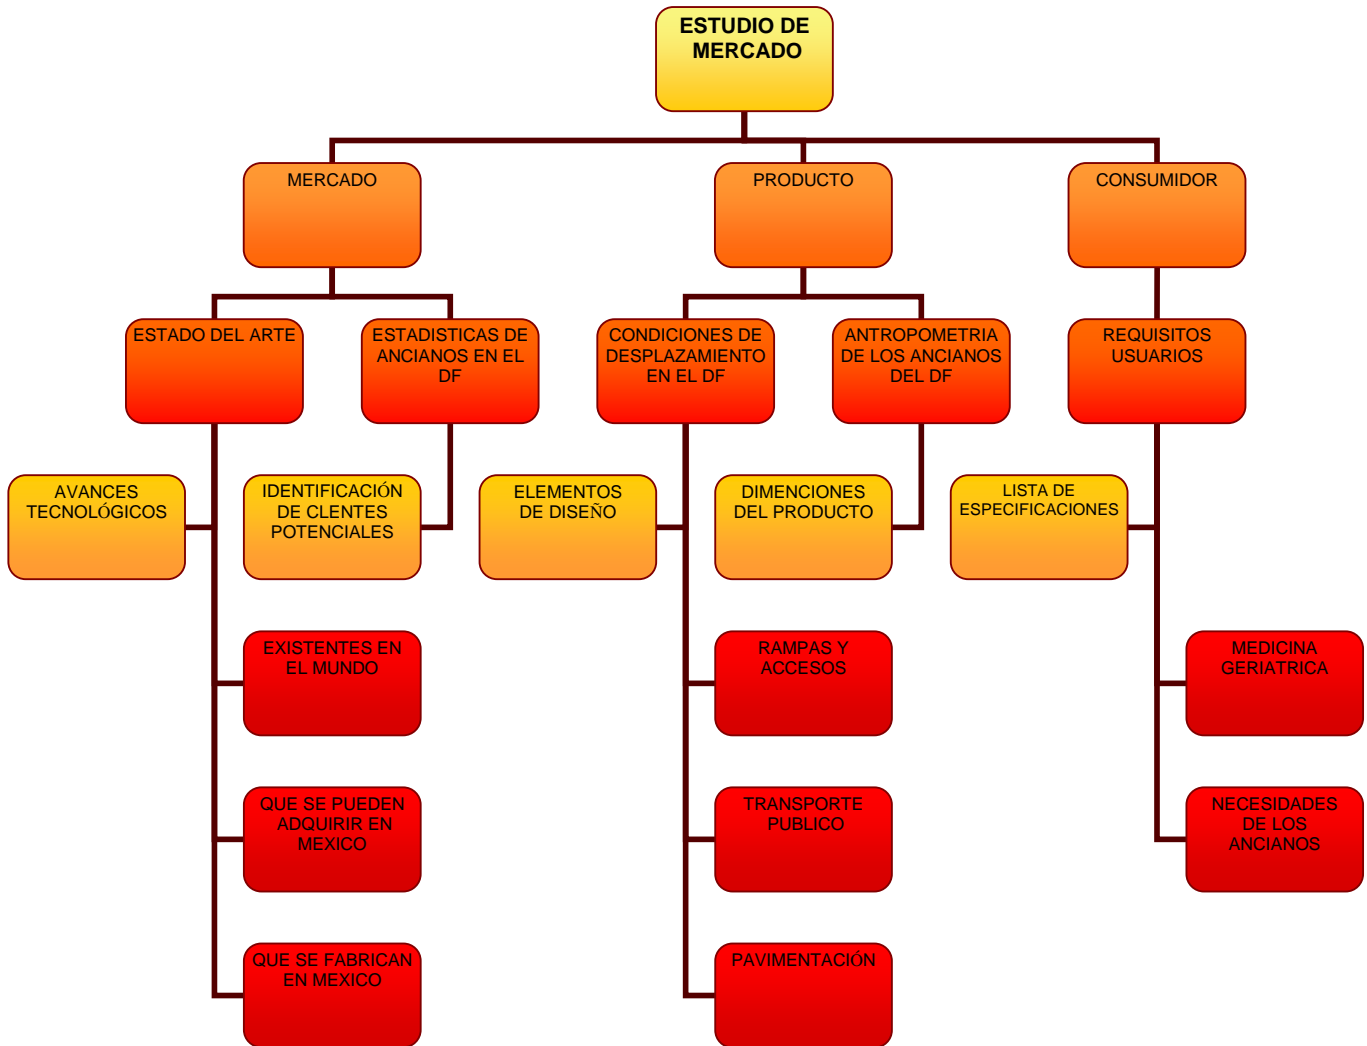 ESTUDIO DE
MERCADO
MERCADO
PRODUCTO
CONSUMIDOR
ESTADO DEL ARTE
ESTADISTICAS DE
ANCIANOS EN EL
DF
CONDICIONES DE
DESPLAZAMIENTO
EN EL DF
ANTROPOMETRIA
DE LOS ANCIANOS
DEL DF
REQUISITOS
USUARIOS
AVANCES
TECNOLÓGICOS
IDENTIFICACIÓN
DE CLENTES
POTENCIALES
ELEMENTOS
DE DISEÑO
DIMENCIONES
DEL PRODUCTO
LISTA DE
ESPECIFICACIONES
EXISTENTES EN
EL MUNDO
RAMPAS Y
ACCESOS
MEDICINA
GERIATRICA
QUE SE PUEDEN
ADQUIRIR EN
MEXICO
TRANSPORTE
PUBLICO
NECESIDADES
DE LOS
ANCIANOS
QUE SE FABRICAN
EN MEXICO
PAVIMENTACIÓN